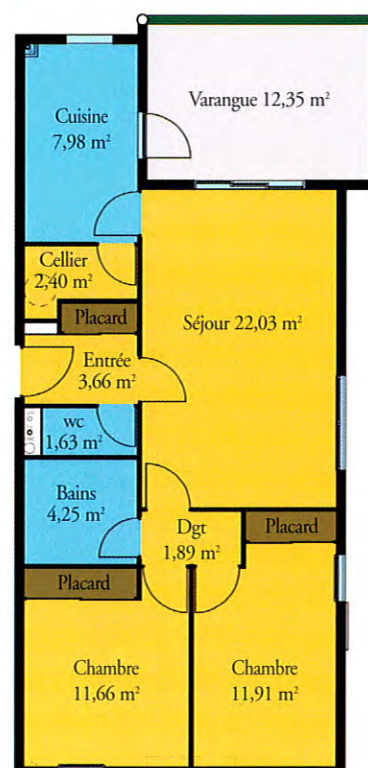 Varangue 12,35 m²
Cuisine
7,98 m²
Cellier
2,40 m²
Placard
Séjour 22,03 m²
Entrée
3,66 m²
wc
1,63 m²
Bains
4,25 m²
Dgt
1,89 m²
Placard
Placard
Chambre
11,66 m²
Chambre
11,91 m²